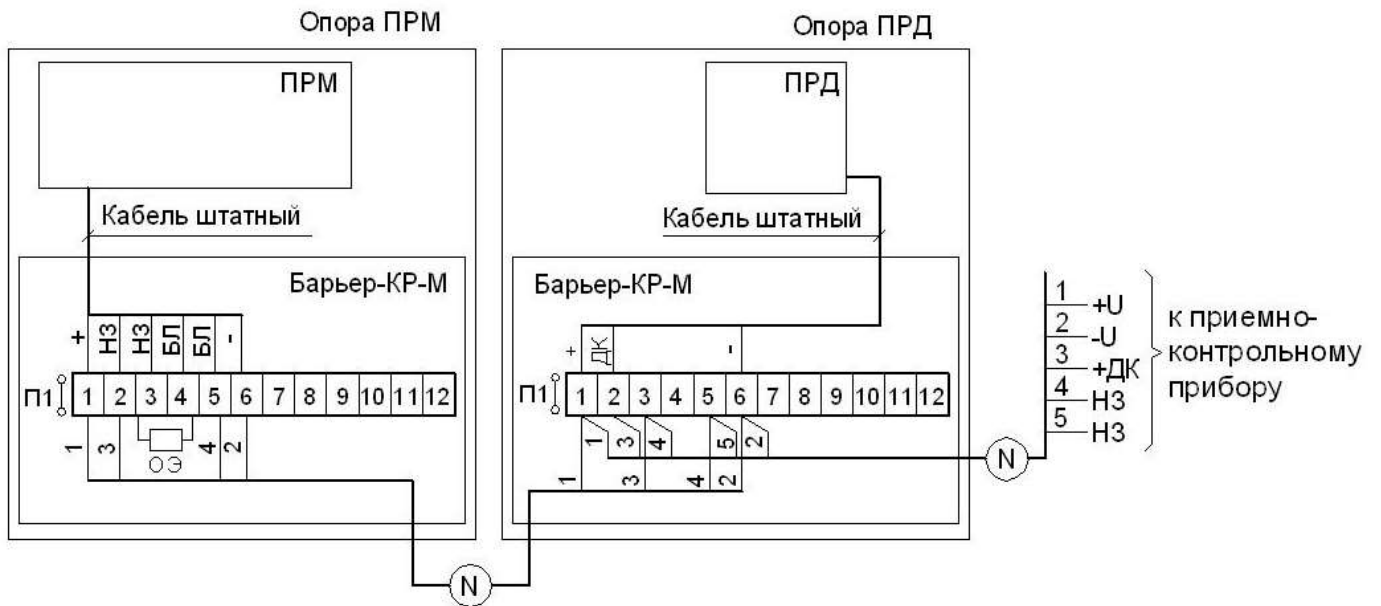 Опора ПРМ
Опора ПРД
ПРМ
ПРД
Кабель штатный
Кабель штатный
Барьер-КР-М
Барьер-КР-М
+ НЗ НЗ БЛ БЛ -
+ ДК -
П1 1 2 3 4 5 6 7 8 9 10 11 12
П1 1 2 3 4 5 6 7 8 9 10 11 12
1 3 ОЭ 4 2
1 3 4 5 2
1 3 4 2
N
N
1 +U
2 -U
3 +ДК
4 НЗ
5 НЗ
к приемно-
контрольному
прибору